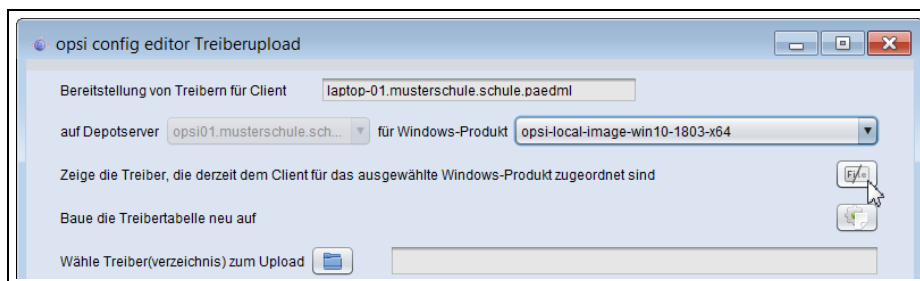 opsi config editor Treiberupload
Bereitstellung von Treibern für Client laptop-01.musterschule.schule.paedml
auf Depotserver opsi01.musterschule.sch... für Windows-Produkt opsi-local-image-win10-1803-x64
Zeige die Treiber, die derzeit dem Client für das ausgewählte Windows-Produkt zugeordnet sind
Baue die Treibertabelle neu auf
Wähle Treiber(verzeichnis) zum Upload